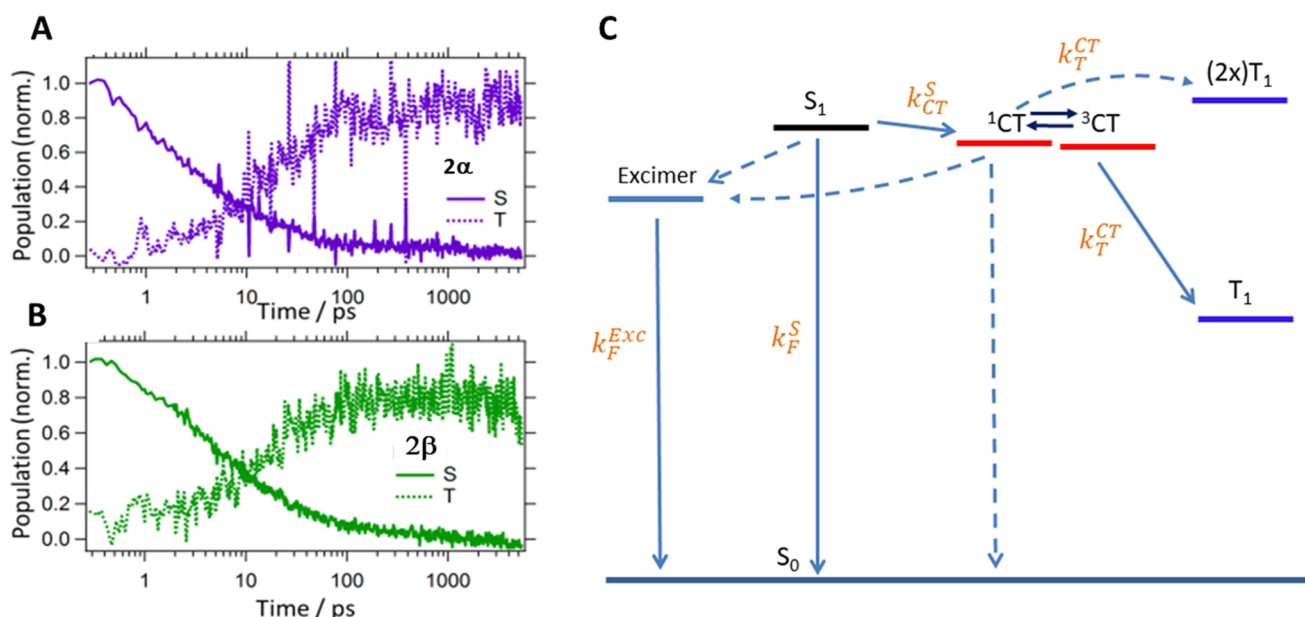 A
Population (norm.)
1.0
0.8
0.6
0.4
0.2
0.0
2α
S
T
1 10 100 1000
Time / ps
B
Population (norm.)
1.0
0.8
0.6
0.4
0.2
0.0
2β
S
T
1 10 100 1000
Time / ps
C
k_T^{CT}
(2x)T₁
S₁
k_{CT}^S
¹CT
³CT
Excimer
k_T^{CT}
T₁
k_F^{Exc}
k_F^S
S₀